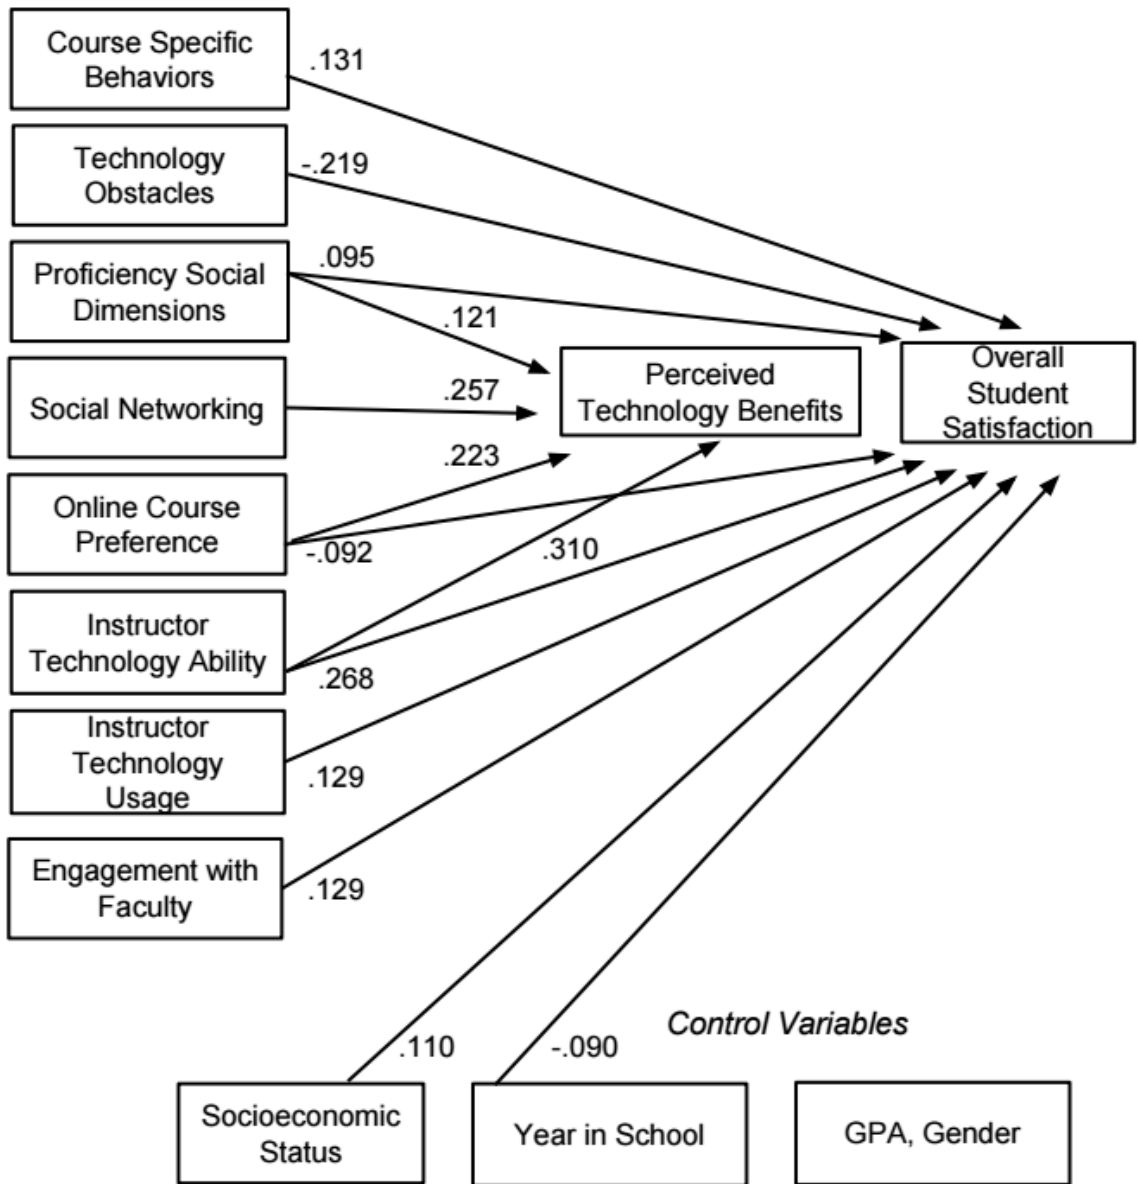 Course Specific
Behaviors
.131
Technology
Obstacles
-.219
Proficiency Social
Dimensions
.095
.121
Social Networking
.257
Perceived
Technology Benefits
Overall
Student
Satisfaction
Online Course
Preference
.223
-.092
.310
Instructor
Technology Ability
.268
Instructor
Technology
Usage
.129
Engagement with
Faculty
.129
Control Variables
.110
-.090
Socioeconomic
Status
Year in School
GPA, Gender